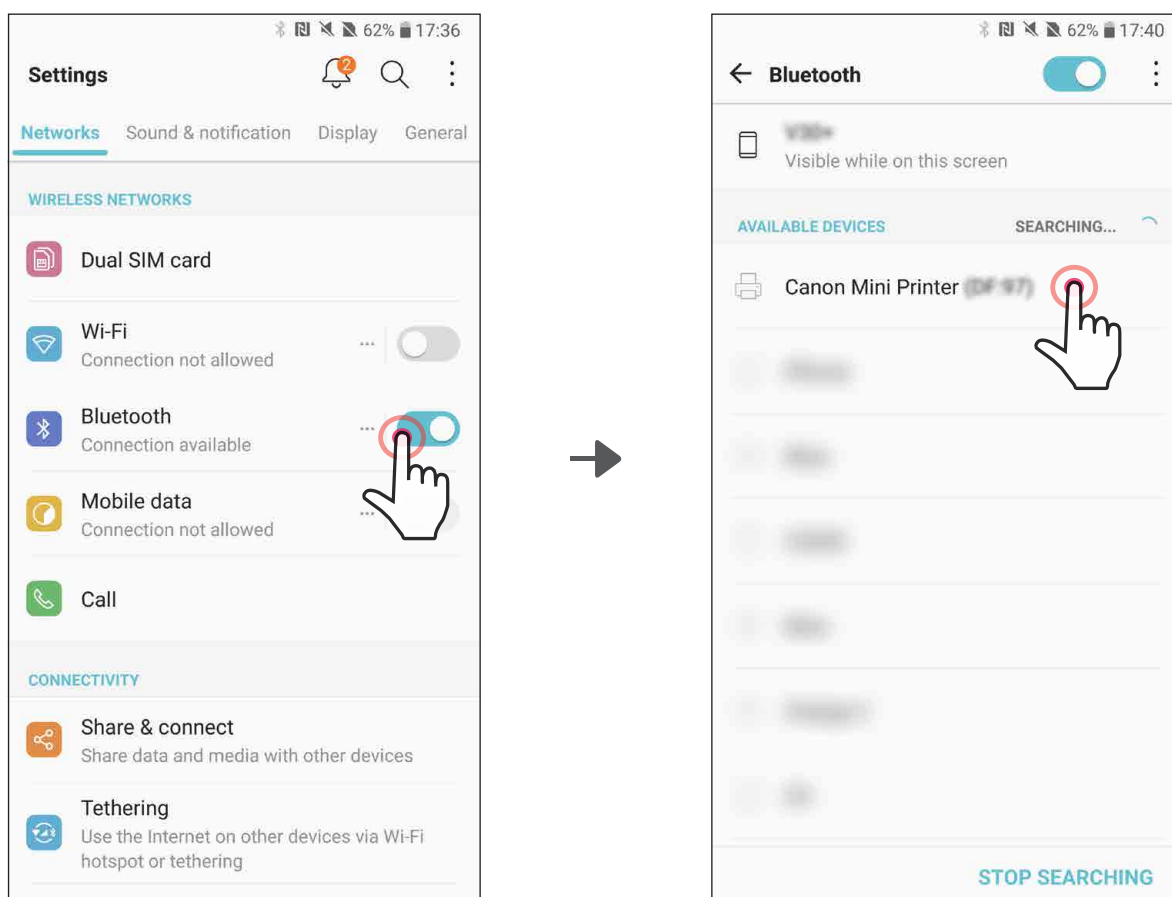 62% 17:36
Settings
2
Networks Sound & notification Display General
WIRELESS NETWORKS
Dual SIM card
Wi-Fi
Connection not allowed
Bluetooth
Connection available
Mobile data
Connection not allowed
Call
CONNECTIVITY
Share & connect
Share data and media with other devices
Tethering
Use the Internet on other devices via Wi-Fi
hotspot or tethering
62% 17:40
Bluetooth
Visible while on this screen
AVAILABLE DEVICES SEARCHING...
Canon Mini Printer
STOP SEARCHING